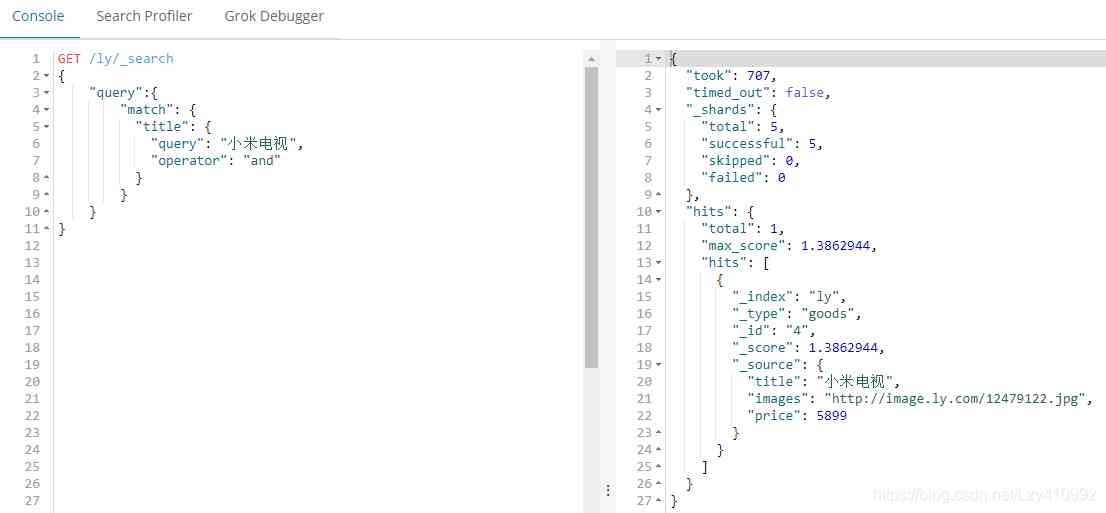 Console Search Profiler Grok Debugger
1 GET /ly/_search
2 {
3 "query":{
4 "match": {
5 "title": {
6 "query": "小米电视",
7 "operator": "and"
8 }
9 }
10 }
11 }
12
13
14
15
16
17
18
19
20
21
22
23
24
25
26
27
1 {
2 "took": 707,
3 "timed_out": false,
4 "_shards": {
5 "total": 5,
6 "successful": 5,
7 "skipped": 0,
8 "failed": 0
9 },
10 "hits": {
11 "total": 1,
12 "max_score": 1.3862944,
13 "hits": [
14 {
15 "_index": "ly",
16 "_type": "goods",
17 "_id": "4",
18 "_score": 1.3862944,
19 "_source": {
20 "title": "小米电视",
21 "images": "http://image.ly.com/12479122.jpg",
22 "price": 5899
23 }
24 }
25 ]
26 }
27 }
https://blog.csdn.net/Lzy410992